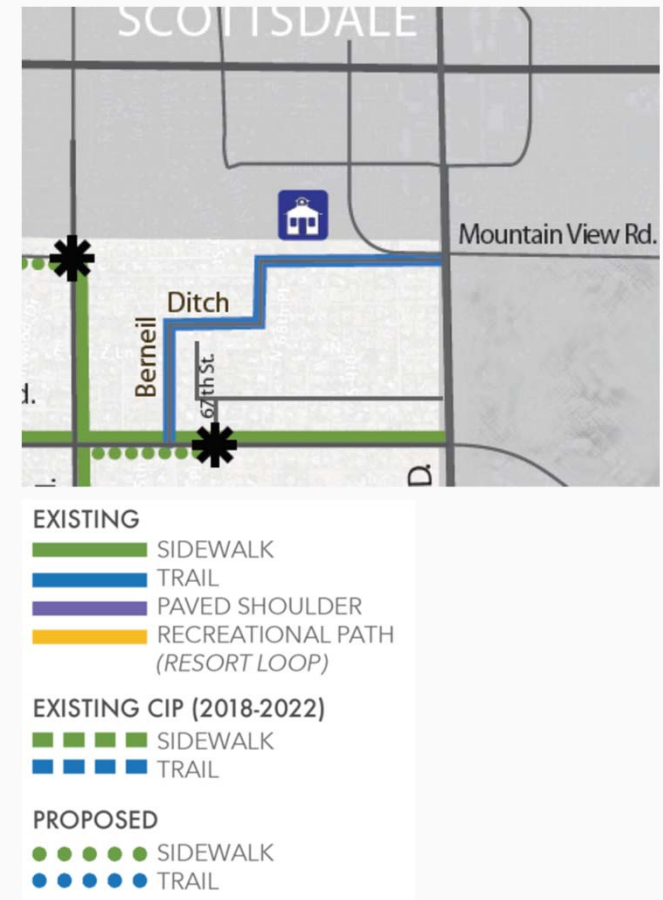 SCOTTSDALE
Mountain View Rd.
Ditch
Berneil
67th St.
d.
D.
EXISTING
SIDEWALK
TRAIL
PAVED SHOULDER
RECREATIONAL PATH
(RESORT LOOP)
EXISTING CIP (2018-2022)
SIDEWALK
TRAIL
PROPOSED
SIDEWALK
TRAIL